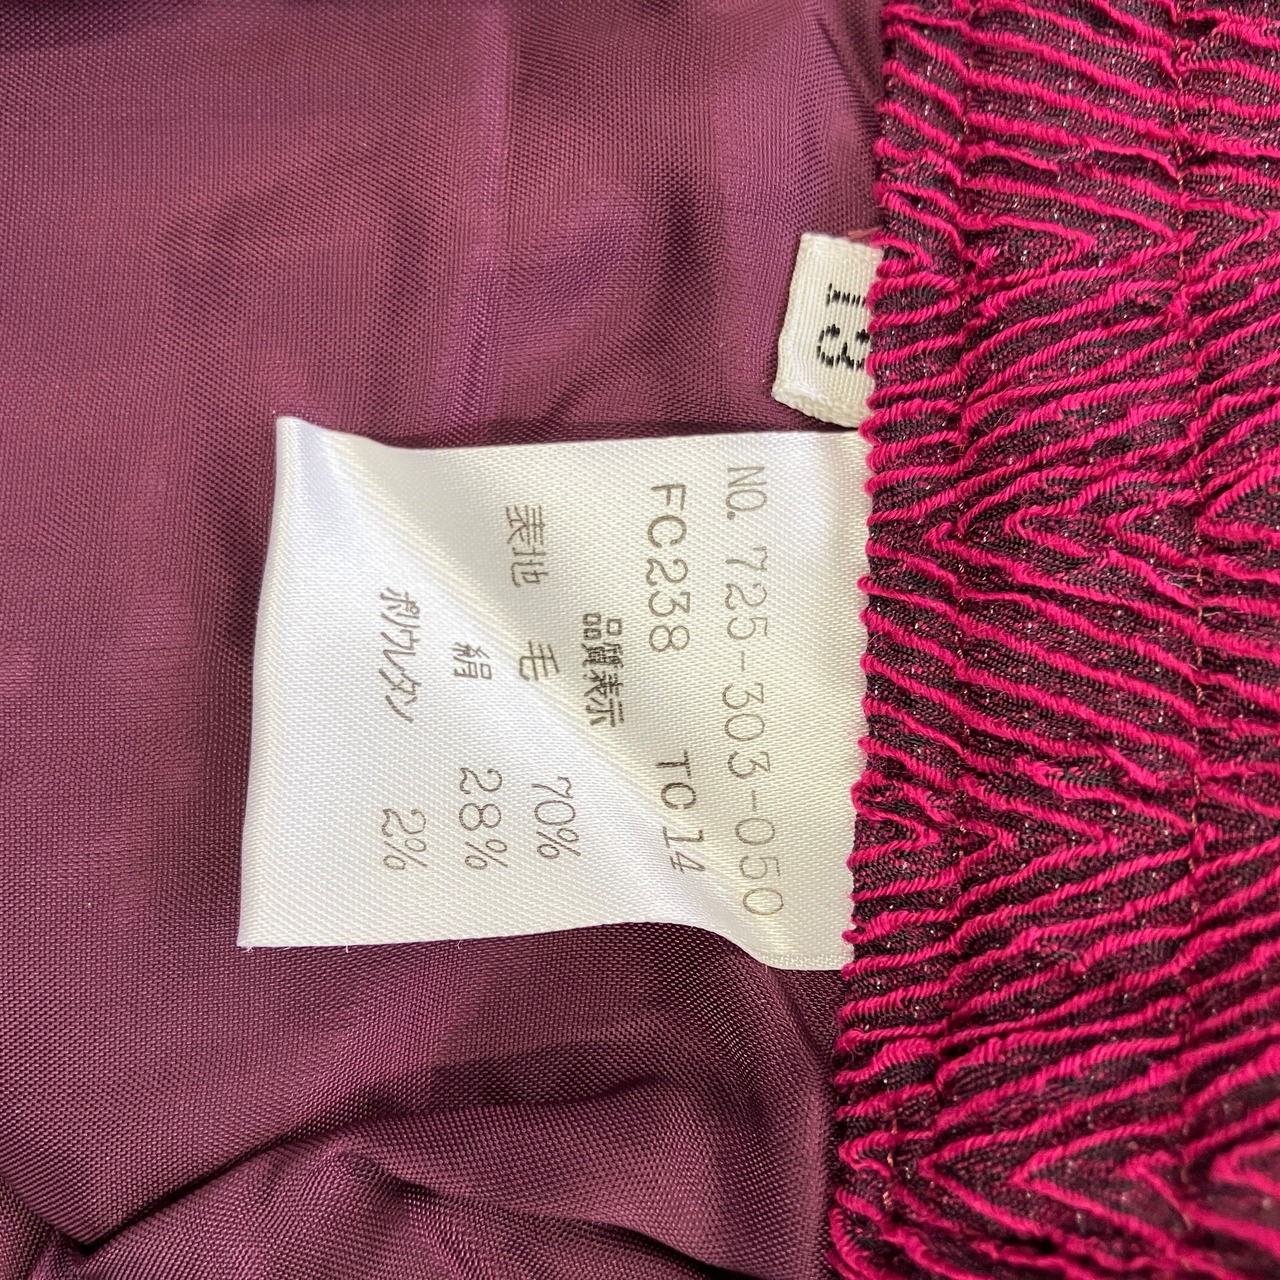 13
NO. 725-303-050
FC238 TC14
品質表示
表地 毛 70%
絹 28%
ポリウレタン 2%